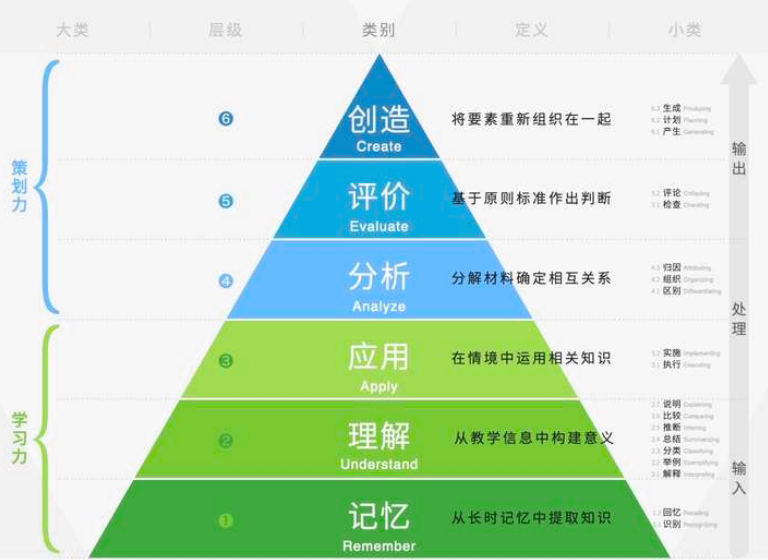 大类 层级 类别 定义 小类
策划力
学习力
6 创造 Create 将要素重新组织在一起
6.3 生成 Producing
6.2 计划 Planning
6.1 产生 Generating
输出
5 评价 Evaluate 基于原则标准作出判断
5.2 评论 Critiquing
5.1 检查 Checking
4 分析 Analyze 分解材料确定相互关系
4.3 归因 Attributing
4.2 组织 Organizing
4.1 区别 Differentiating
处理
3 应用 Apply 在情境中运用相关知识
3.2 实施 Implementing
3.1 执行 Executing
2 理解 Understand 从教学信息中构建意义
2.7 说明 Explaining
2.6 比较 Comparing
2.5 推断 Inferring
2.4 总结 Summarizing
2.3 分类 Classifying
2.2 举例 Exemplifying
2.1 解释 Interpreting
输入
1 记忆 Remember 从长时记忆中提取知识
1.2 回忆 Recalling
1.1 识别 Recognizing